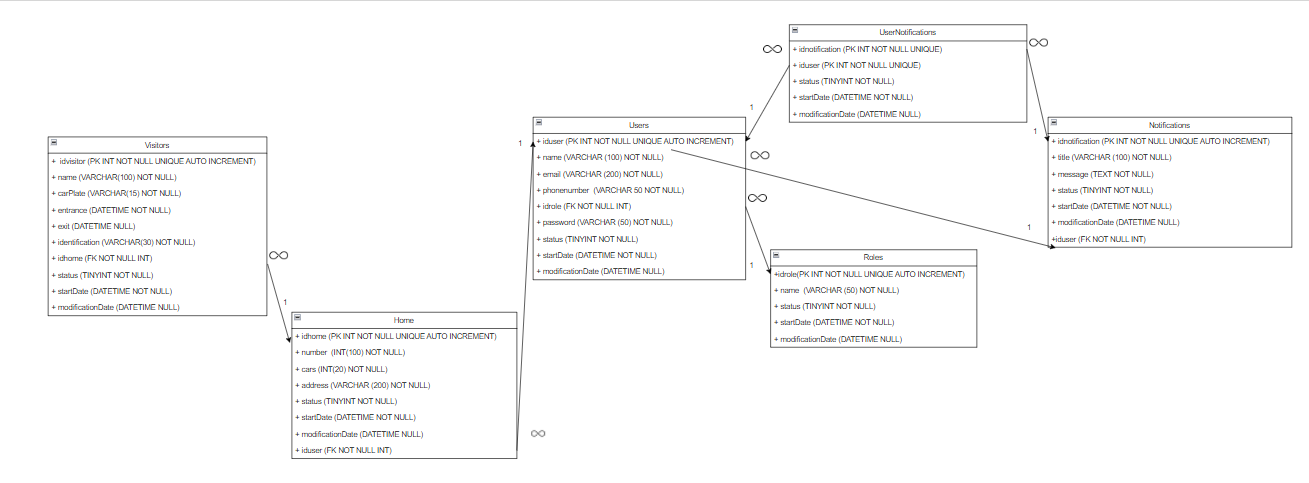 UserNotifications
+ idnotification (PK INT NOT NULL UNIQUE)
+ iduser (PK INT NOT NULL UNIQUE)
+ status (TINYINT NOT NULL)
+ startDate (DATETIME NOT NULL)
+ modificationDate (DATETIME NULL)
∞
∞
1
1
Users
+ iduser (PK INT NOT NULL UNIQUE AUTO INCREMENT)
+ name (VARCHAR (100) NOT NULL)
+ email (VARCHAR (200) NOT NULL)
+ phonenumber (VARCHAR 50 NOT NULL)
+ idrole (FK NOT NULL INT)
+ password (VARCHAR (50) NOT NULL)
+ status (TINYINT NOT NULL)
+ startDate (DATETIME NOT NULL)
+ modificationDate (DATETIME NULL)
1
∞
∞
1
1
Notifications
+ idnotification (PK INT NOT NULL UNIQUE AUTO INCREMENT)
+ title (VARCHAR (100) NOT NULL)
+ message (TEXT NOT NULL)
+ status (TINYINT NOT NULL)
+ startDate (DATETIME NOT NULL)
+ modificationDate (DATETIME NULL)
+iduser (FK NOT NULL INT)
Visitors
+ idvisitor (PK INT NOT NULL UNIQUE AUTO INCREMENT)
+ name (VARCHAR(100) NOT NULL)
+ carPlate (VARCHAR(15) NOT NULL)
+ entrance (DATETIME NOT NULL)
+ exit (DATETIME NULL)
+ identification (VARCHAR(30) NOT NULL)
+ idhome (FK NOT NULL INT)
+ status (TINYINT NOT NULL)
+ startDate (DATETIME NOT NULL)
+ modificationDate (DATETIME NULL)
∞
1
Roles
+idrole(PK INT NOT NULL UNIQUE AUTO INCREMENT)
+ name (VARCHAR (50) NOT NULL)
+ status (TINYINT NOT NULL)
+ startDate (DATETIME NOT NULL)
+ modificationDate (DATETIME NULL)
Home
+ idhome (PK INT NOT NULL UNIQUE AUTO INCREMENT)
+ number (INT(100) NOT NULL)
+ cars (INT(20) NOT NULL)
+ address (VARCHAR (200) NOT NULL)
+ status (TINYINT NOT NULL)
+ startDate (DATETIME NOT NULL)
+ modificationDate (DATETIME NULL)
+ iduser (FK NOT NULL INT)
∞